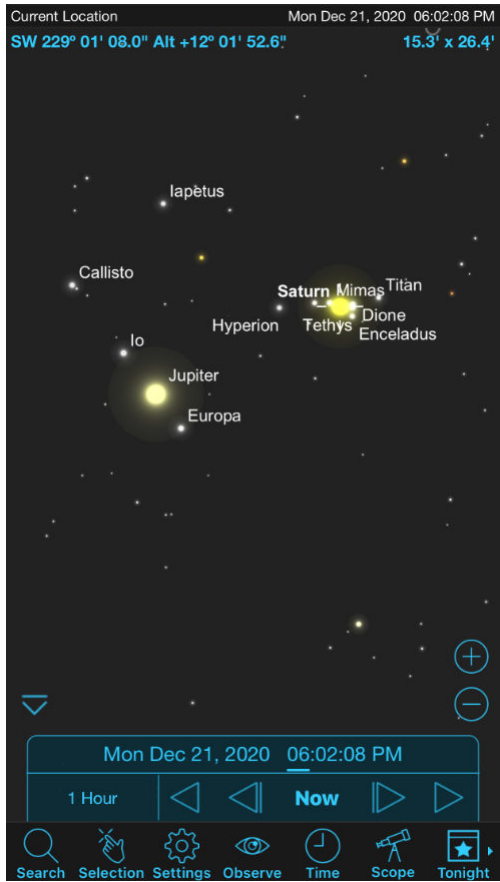 Current Location Mon Dec 21, 2020 06:02:08 PM
SW 229° 01' 08.0" Alt +12° 01' 52.6" 15.3' x 26.4'
Iapetus
Callisto
Saturn Mimas Titan
Hyperion Tethys Dione
Enceladus
Io
Jupiter
Europa
Mon Dec 21, 2020 06:02:08 PM
1 Hour Now
Search Selection Settings Observe Time Scope Tonight